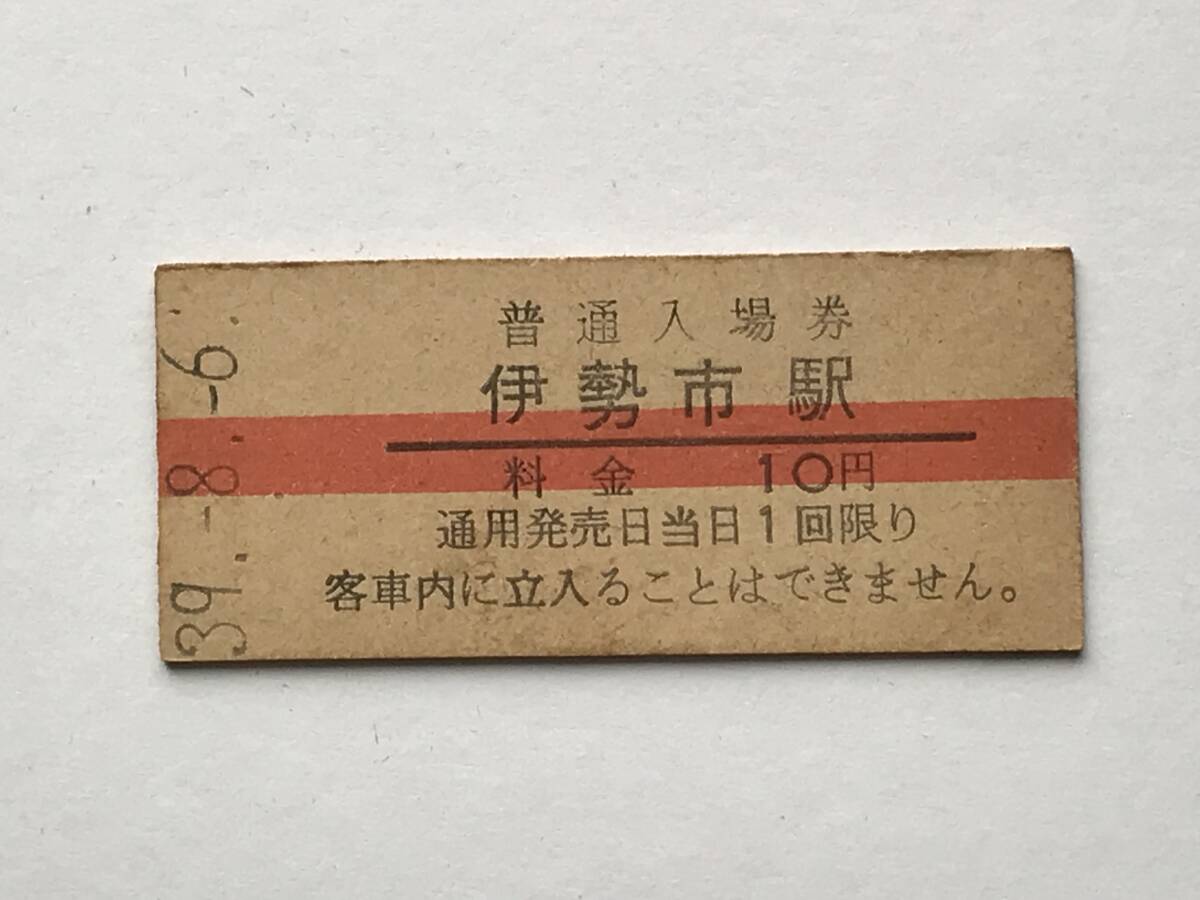 普通入場券
伊勢市駅
料金 10円
通用発売日当日1回限り
客車内に立入ることはできません。
39.-8.-6.